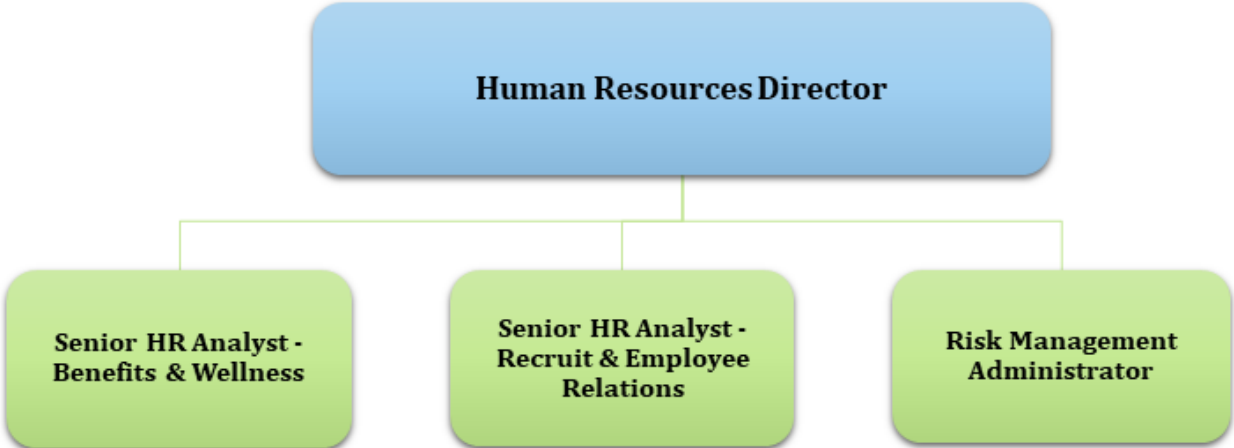 Human Resources Director
Senior HR Analyst -
Benefits & Wellness
Senior HR Analyst -
Recruit & Employee
Relations
Risk Management
Administrator